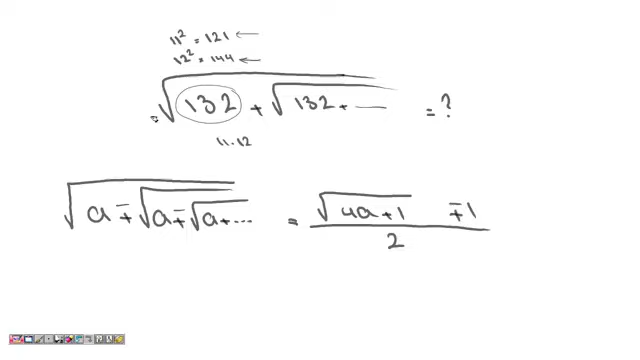 11² = 121 ←
12² = 144 ←
√(132 + √(132 + —— = ?
11.12
√(a ∓ √(a ∓ √(a + ... = (√(4a+1) ∓ 1) / 2